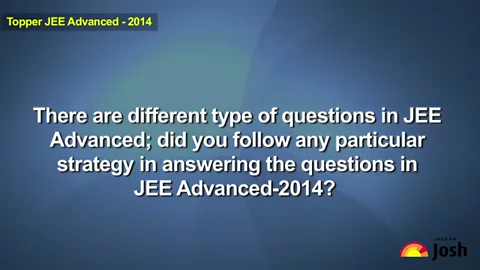 Topper JEE Advanced - 2014
There are different type of questions in JEE
Advanced; did you follow any particular
strategy in answering the questions in
JEE Advanced-2014?
JAGRAN
Josh